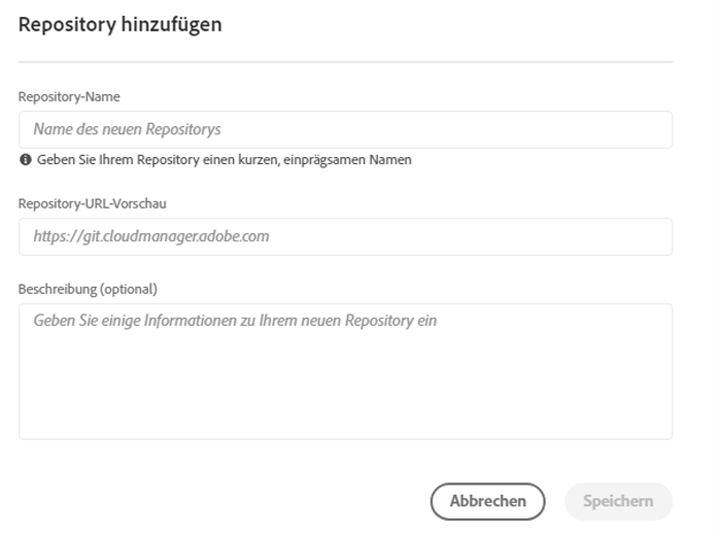 Repository hinzufügen
Repository-Name
Name des neuen Repositorys
Geben Sie Ihrem Repository einen kurzen, einprägsamen Namen
Repository-URL-Vorschau
https://git.cloudmanager.adobe.com
Beschreibung (optional)
Geben Sie einige Informationen zu Ihrem neuen Repository ein
Abbrechen Speichern